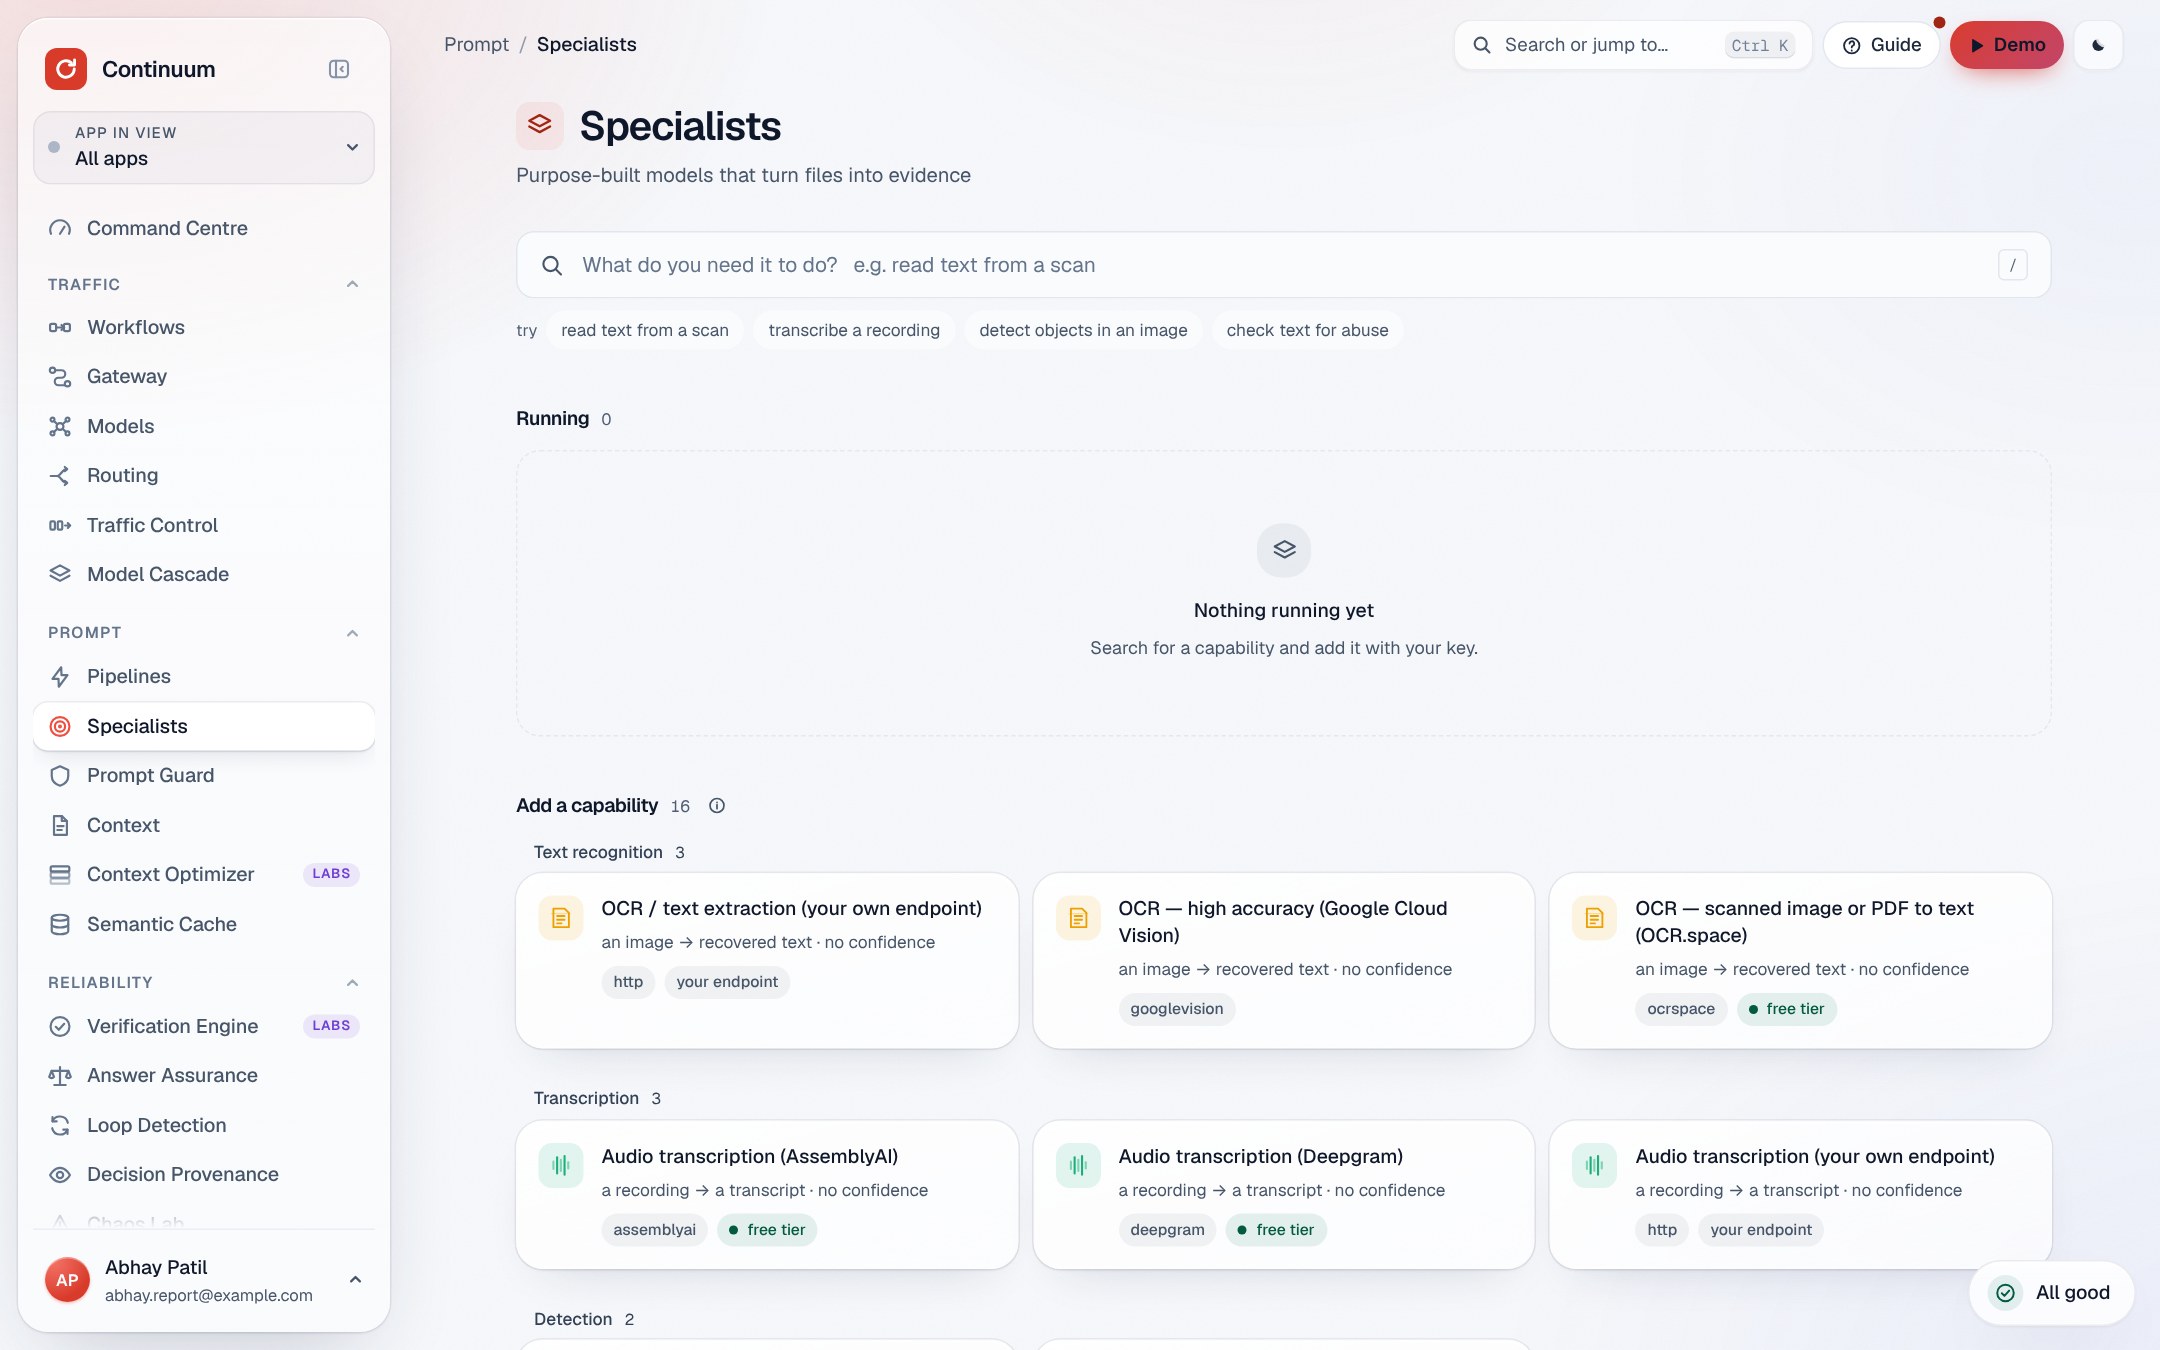 Continuum
APP IN VIEW
All apps
Command Centre
TRAFFIC
Workflows
Gateway
Models
Routing
Traffic Control
Model Cascade
PROMPT
Pipelines
Specialists
Prompt Guard
Context
Context Optimizer LABS
Semantic Cache
RELIABILITY
Verification Engine LABS
Answer Assurance
Loop Detection
Decision Provenance
Chaos Lab
AP
Abhay Patil
abhay.report@example.com
Prompt / Specialists
Search or jump to... Ctrl K
Guide
Demo
Specialists
Purpose-built models that turn files into evidence
What do you need it to do? e.g. read text from a scan /
try read text from a scan transcribe a recording detect objects in an image check text for abuse
Running 0
Nothing running yet
Search for a capability and add it with your key.
Add a capability 16
Text recognition 3
OCR / text extraction (your own endpoint)
an image → recovered text · no confidence
http your endpoint
OCR — high accuracy (Google Cloud
Vision)
an image → recovered text · no confidence
googlevision
OCR — scanned image or PDF to text
(OCR.space)
an image → recovered text · no confidence
ocrspace free tier
Transcription 3
Audio transcription (AssemblyAI)
a recording → a transcript · no confidence
assemblyai free tier
Audio transcription (Deepgram)
a recording → a transcript · no confidence
deepgram free tier
Audio transcription (your own endpoint)
a recording → a transcript · no confidence
http your endpoint
Detection 2
All good